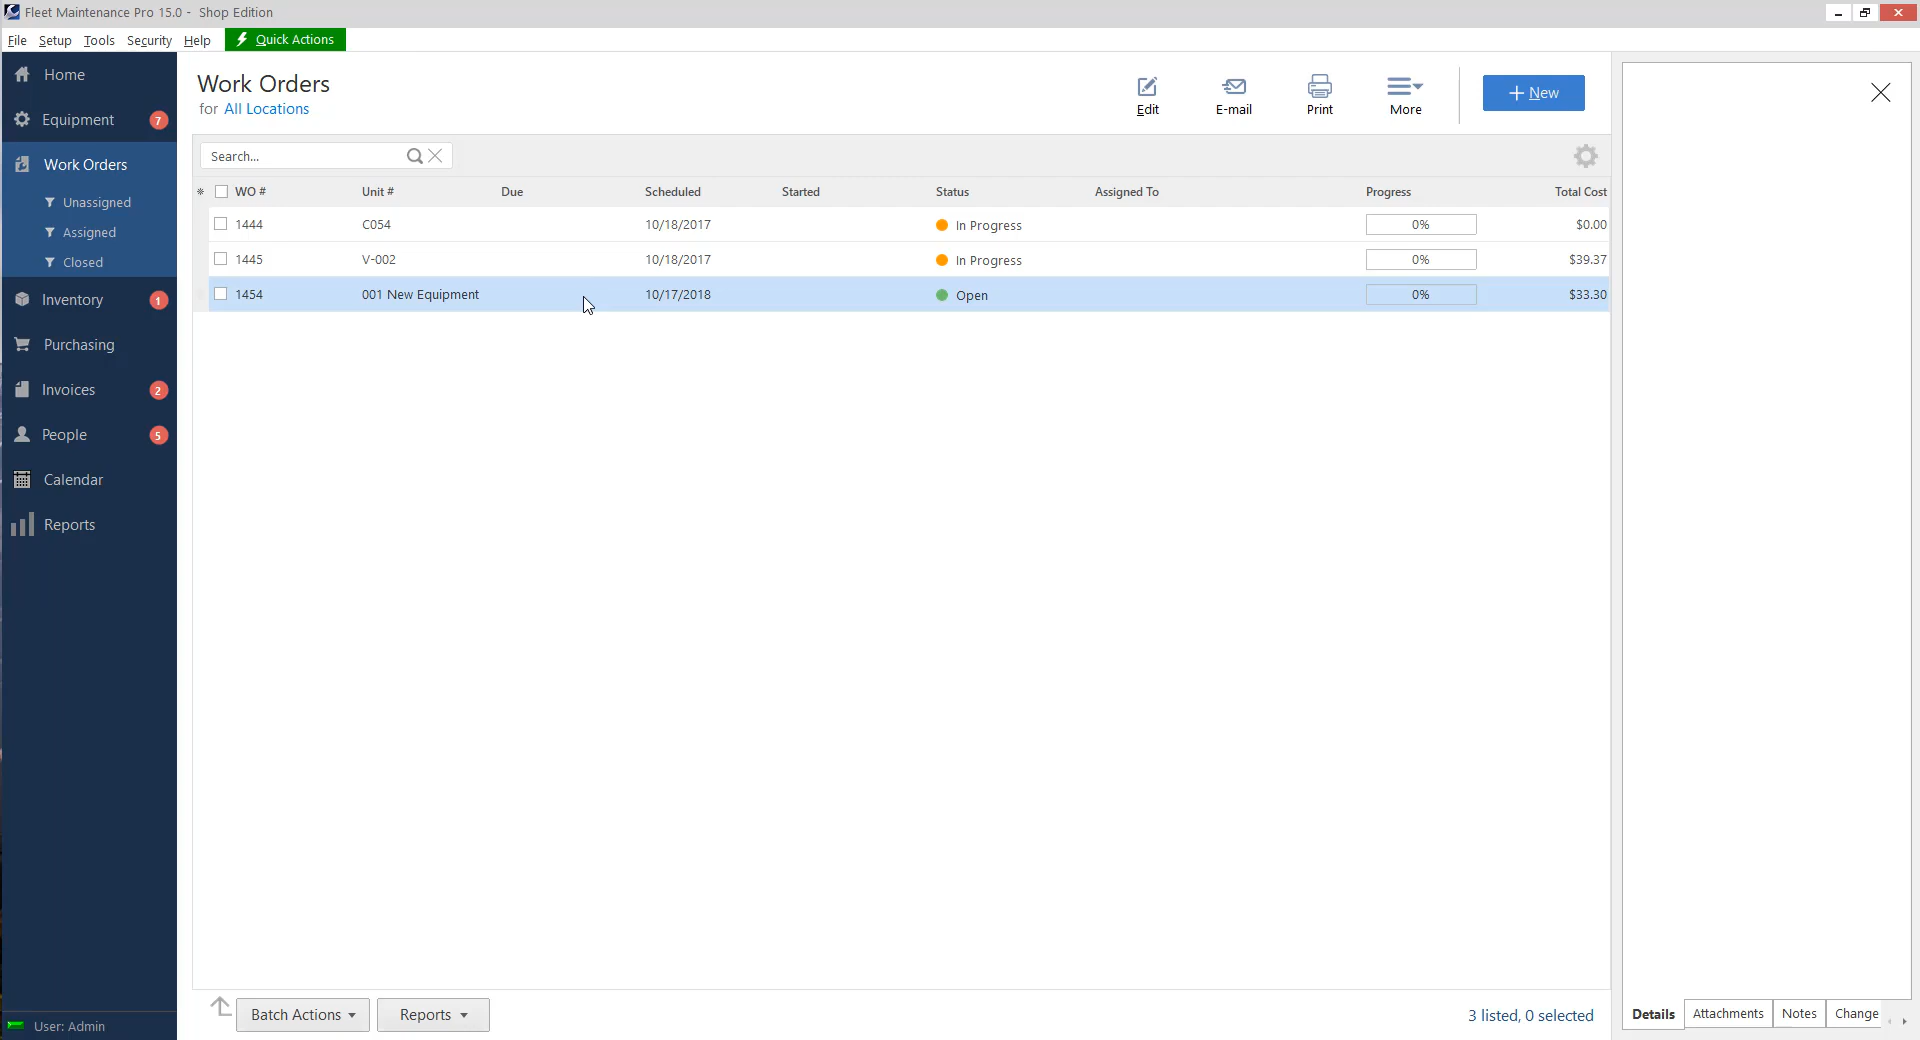 Fleet Maintenance Pro 15.0 - Shop Edition
File Setup Tools Security Help Quick Actions
Home
Equipment 7
Work Orders
Unassigned
Assigned
Closed
Inventory 1
Purchasing
Invoices 2
People 5
Calendar
Reports
User: Admin
Work Orders
for All Locations
Edit E-mail Print More + New
Search...
* WO # Unit # Due Scheduled Started Status Assigned To Progress Total Cost
1444 C054 10/18/2017 In Progress 0% $0.00
1445 V-002 10/18/2017 In Progress 0% $39.37
1454 001 New Equipment 10/17/2018 Open 0% $33.30
Batch Actions Reports 3 listed, 0 selected
Details Attachments Notes Change